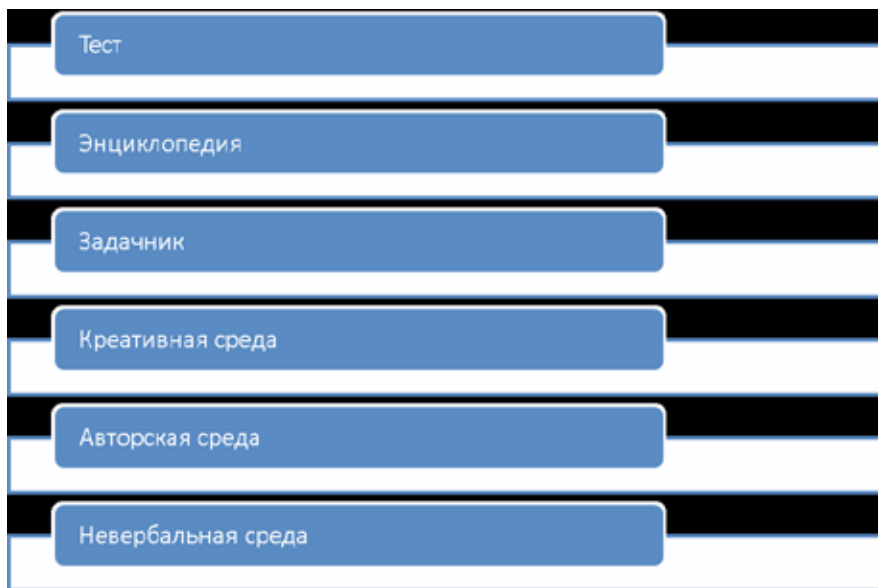 Тест
Энциклопедия
Задачник
Креативная среда
Авторская среда
Невербальная среда